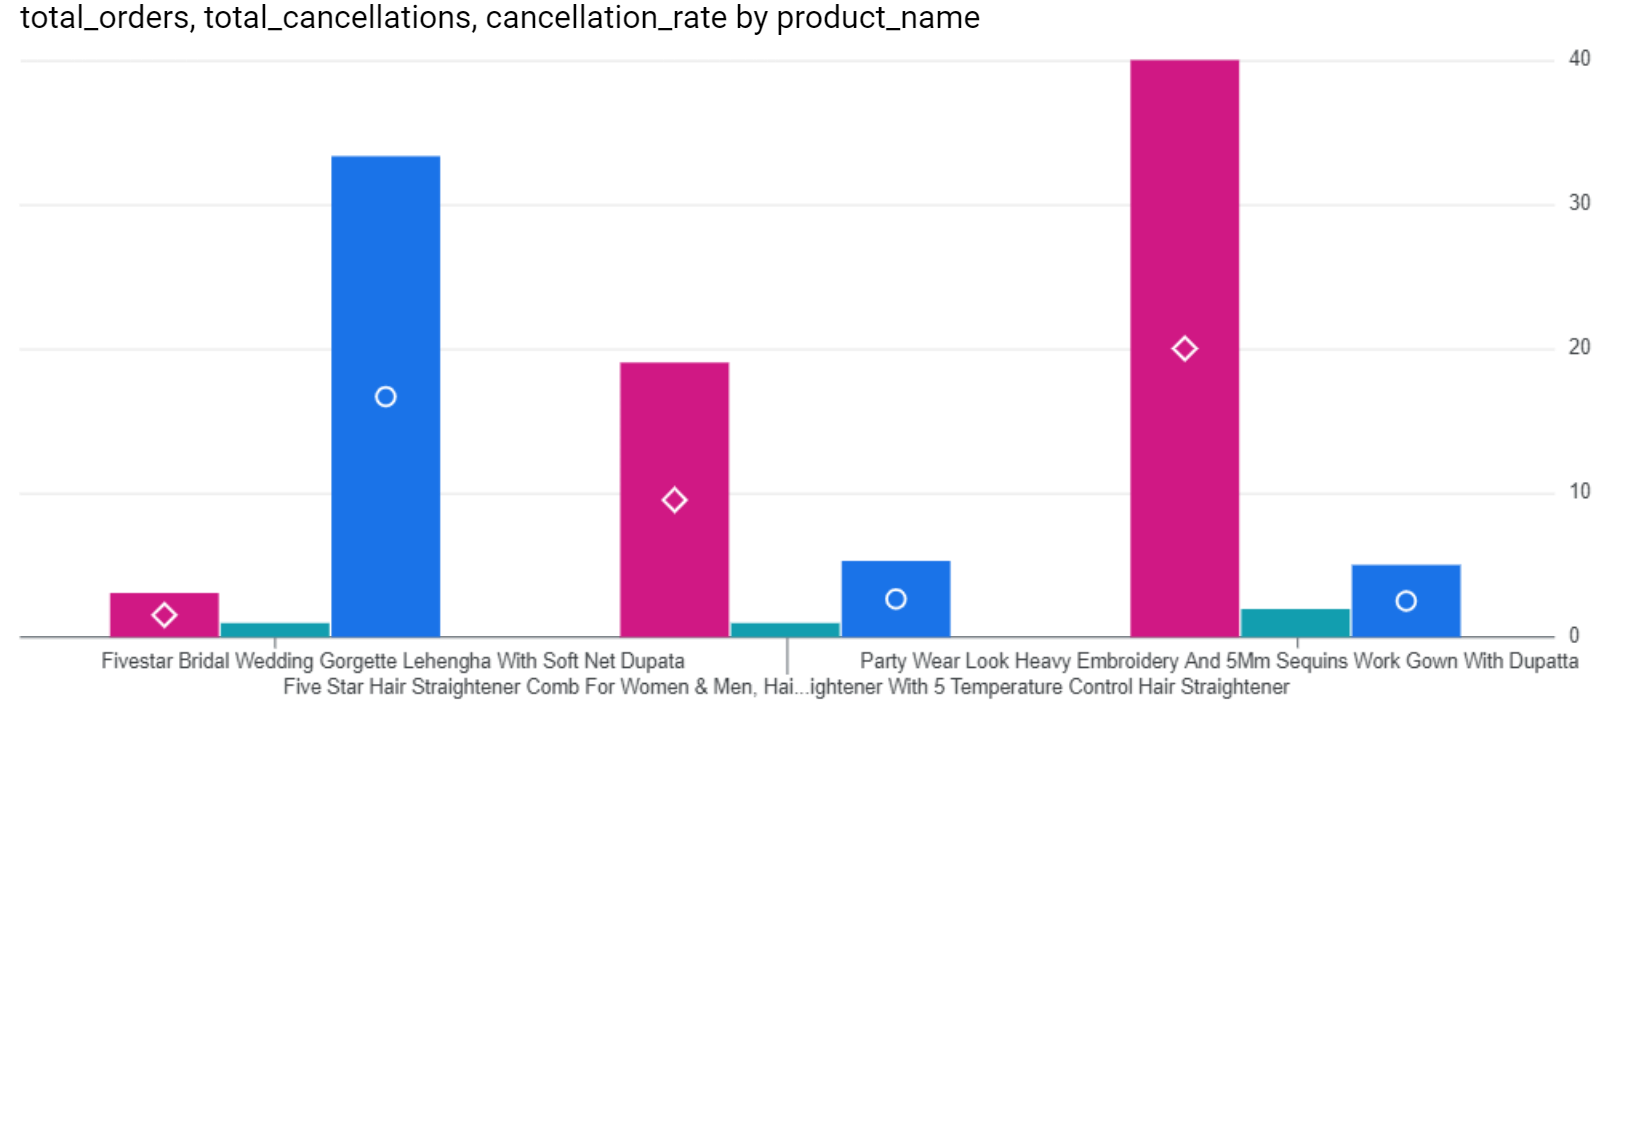 total_orders, total_cancellations, cancellation_rate by product_name
40
30
20
10
0
Fivestar Bridal Wedding Gorgette Lehengha With Soft Net Dupata
Party Wear Look Heavy Embroidery And 5Mm Sequins Work Gown With Dupatta
Five Star Hair Straightener Comb For Women & Men, Hai...ightener With 5 Temperature Control Hair Straightener